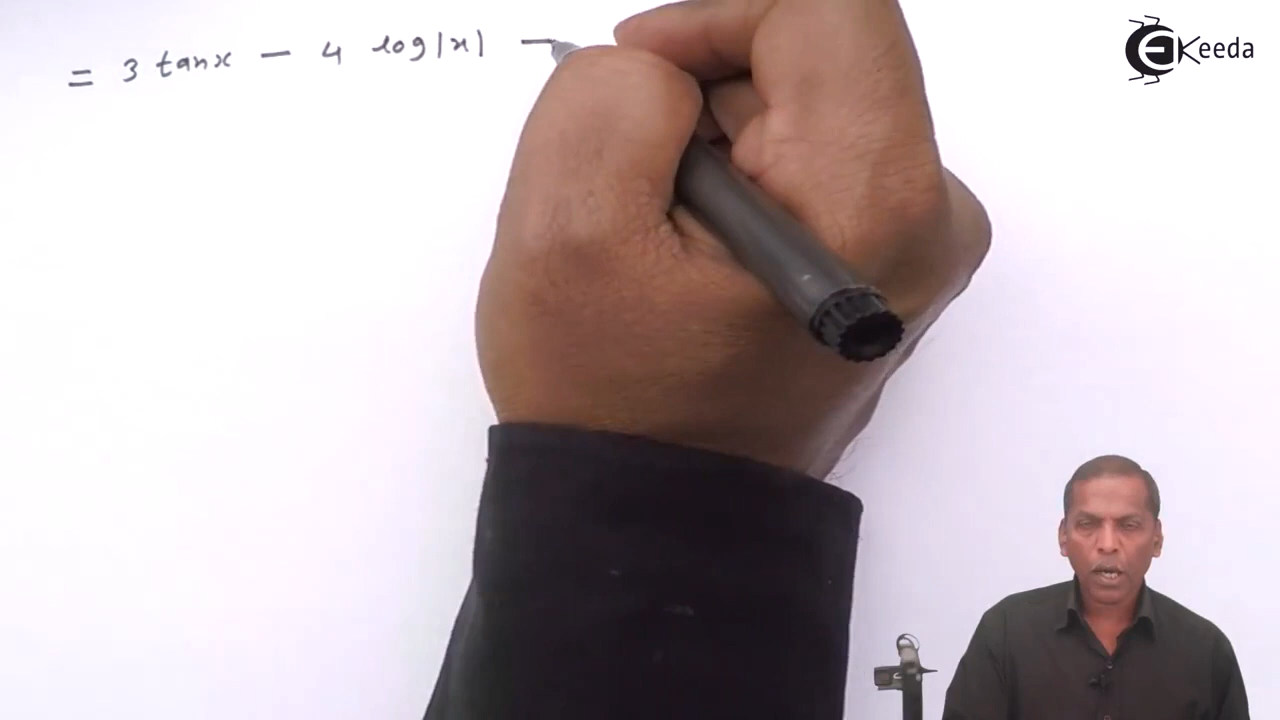 = 3 tanx - 4 log|x| -
Keeda